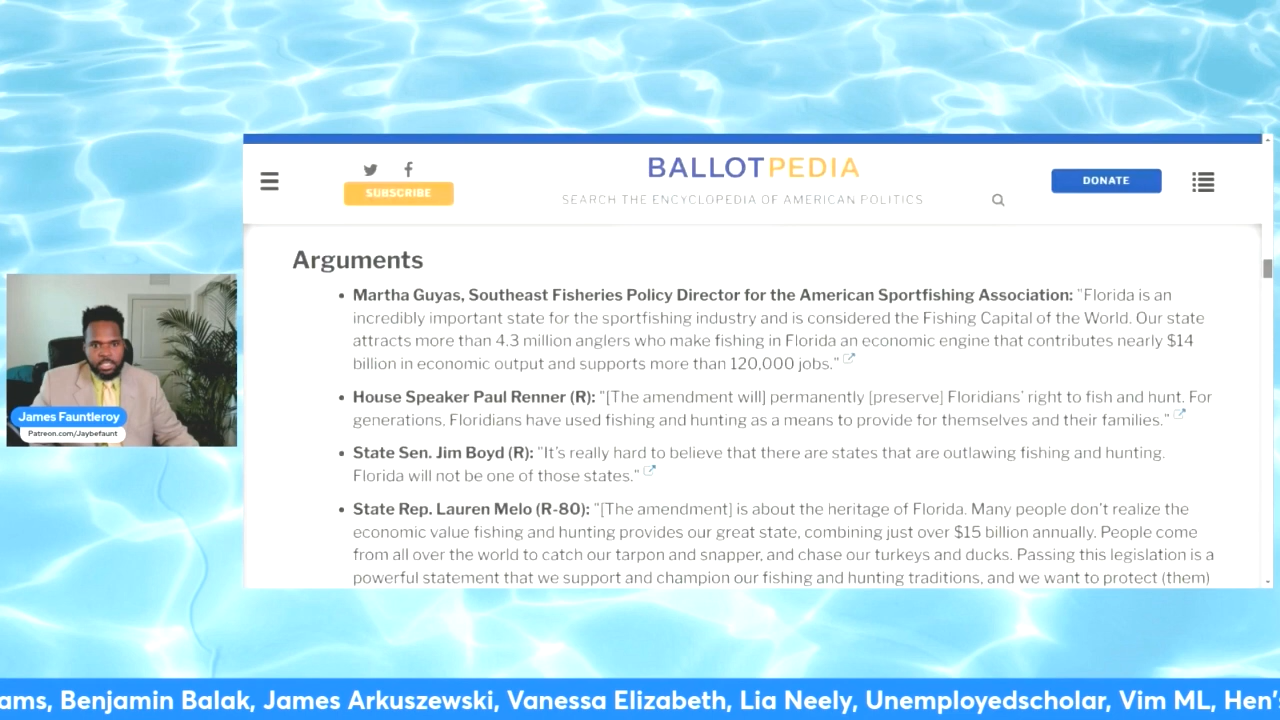 BALLOTPEDIA
SUBSCRIBE
SEARCH THE ENCYCLOPEDIA OF AMERICAN POLITICS
DONATE
Arguments
• Martha Guyas, Southeast Fisheries Policy Director for the American Sportfishing Association: "Florida is an
incredibly important state for the sportfishing industry and is considered the Fishing Capital of the World. Our state
attracts more than 4.3 million anglers who make fishing in Florida an economic engine that contributes nearly $14
billion in economic output and supports more than 120,000 jobs."
• House Speaker Paul Renner (R): "[The amendment will] permanently [preserve] Floridians' right to fish and hunt. For
generations, Floridians have used fishing and hunting as a means to provide for themselves and their families."
• State Sen. Jim Boyd (R): "It's really hard to believe that there are states that are outlawing fishing and hunting.
Florida will not be one of those states."
• State Rep. Lauren Melo (R-80): "[The amendment] is about the heritage of Florida. Many people don't realize the
economic value fishing and hunting provides our great state, combining just over $15 billion annually. People come
from all over the world to catch our tarpon and snapper, and chase our turkeys and ducks. Passing this legislation is a
powerful statement that we support and champion our fishing and hunting traditions, and we want to protect (them)
James Fauntleroy
Patreon.com/Jaybefaunt
ams, Benjamin Balak, James Arkuszewski, Vanessa Elizabeth, Lia Neely, Unemployedscholar, Vim ML, Hen'